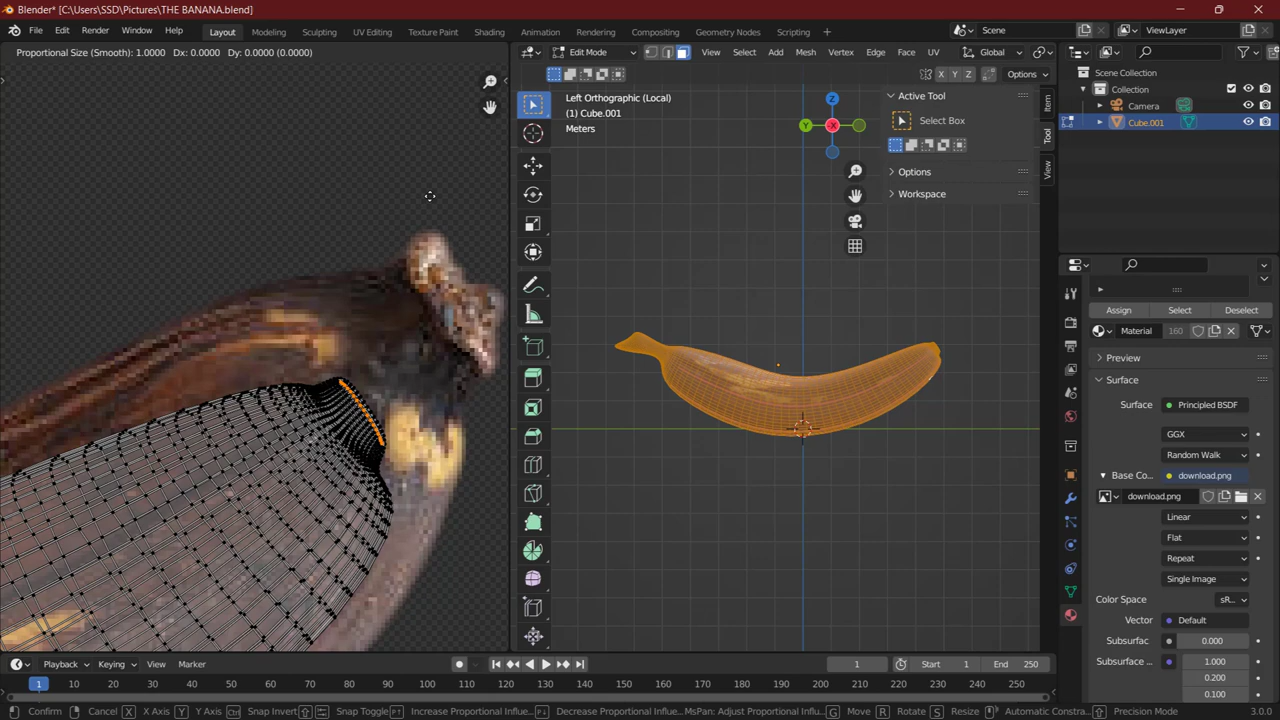 Blender* [C:\Users\SSD\Pictures\THE BANANA.blend]
File Edit Render Window Help Layout Modeling Sculpting UV Editing Texture Paint Shading Animation Rendering Compositing Geometry Nodes Scripting + Scene ViewLayer
Proportional Size (Smooth): 1.0000 Dx: 0.0000 Dy: 0.0000 (0.0000)
Edit Mode View Select Add Mesh Vertex Edge Face UV Global
X Y Z Options
Scene Collection
Collection
Camera
Cube.001
Left Orthographic (Local)
(1) Cube.001
Meters
Z
Y
-X
Active Tool
Select Box
Options
Workspace
Item
Tool
View
Assign Select Deselect
Material 160
Preview
Surface
Surface Principled BSDF
GGX
Random Walk
Base Co... download.png
download.png
Linear
Flat
Repeat
Single Image
Color Space sR...
Vector Default
Subsurfac 0.000
Subsurface ... 1.000
0.200
0.100
Playback Keying View Marker 1 Start 1 End 250
1 10 20 30 40 50 60 70 80 90 100 110 120 130 140 150 160 170 180 190 200 210 220 230 240 250
Confirm Cancel X X Axis Y Y Axis Ctrl Snap Invert Snap Toggle Increase Proportional Influe... Decrease Proportional Influe... MsPan: Adjust Proportional Influe... G Move R Rotate S Resize Automatic Constra... Precision Mode 3.0.0